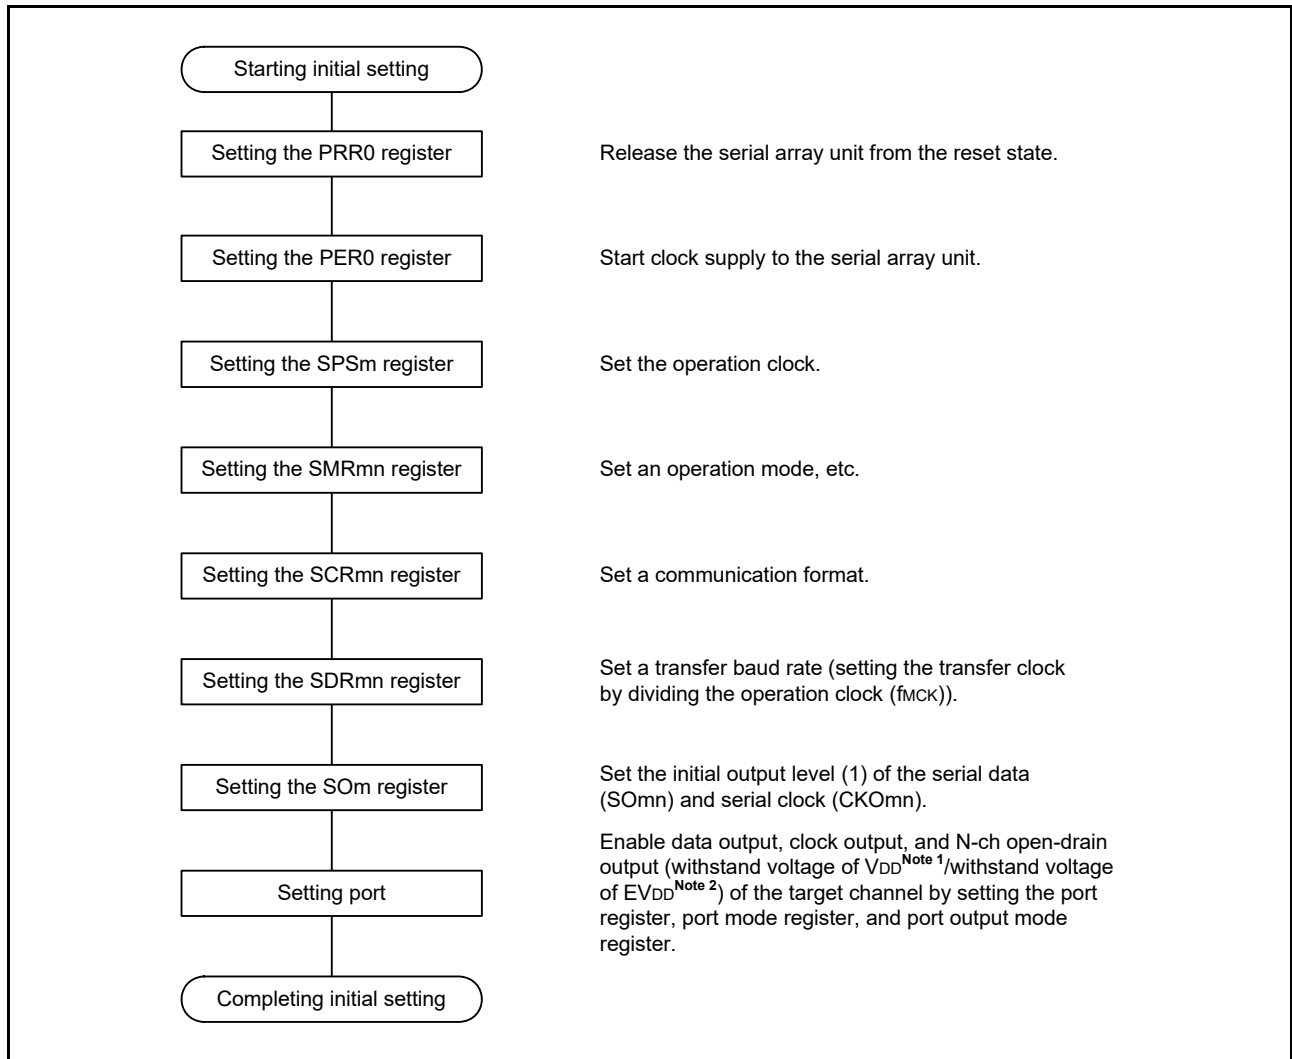 Starting initial setting
Setting the PRR0 register
Release the serial array unit from the reset state.
Setting the PER0 register
Start clock supply to the serial array unit.
Setting the SPSm register
Set the operation clock.
Setting the SMRmn register
Set an operation mode, etc.
Setting the SCRmn register
Set a communication format.
Setting the SDRmn register
Set a transfer baud rate (setting the transfer clock
by dividing the operation clock (fMCK)).
Setting the SOm register
Set the initial output level (1) of the serial data
(SOmn) and serial clock (CKOmn).
Setting port
Enable data output, clock output, and N-ch open-drain
output (withstand voltage of VDD Note 1/withstand voltage
of EVDD Note 2) of the target channel by setting the port
register, port mode register, and port output mode
register.
Completing initial setting